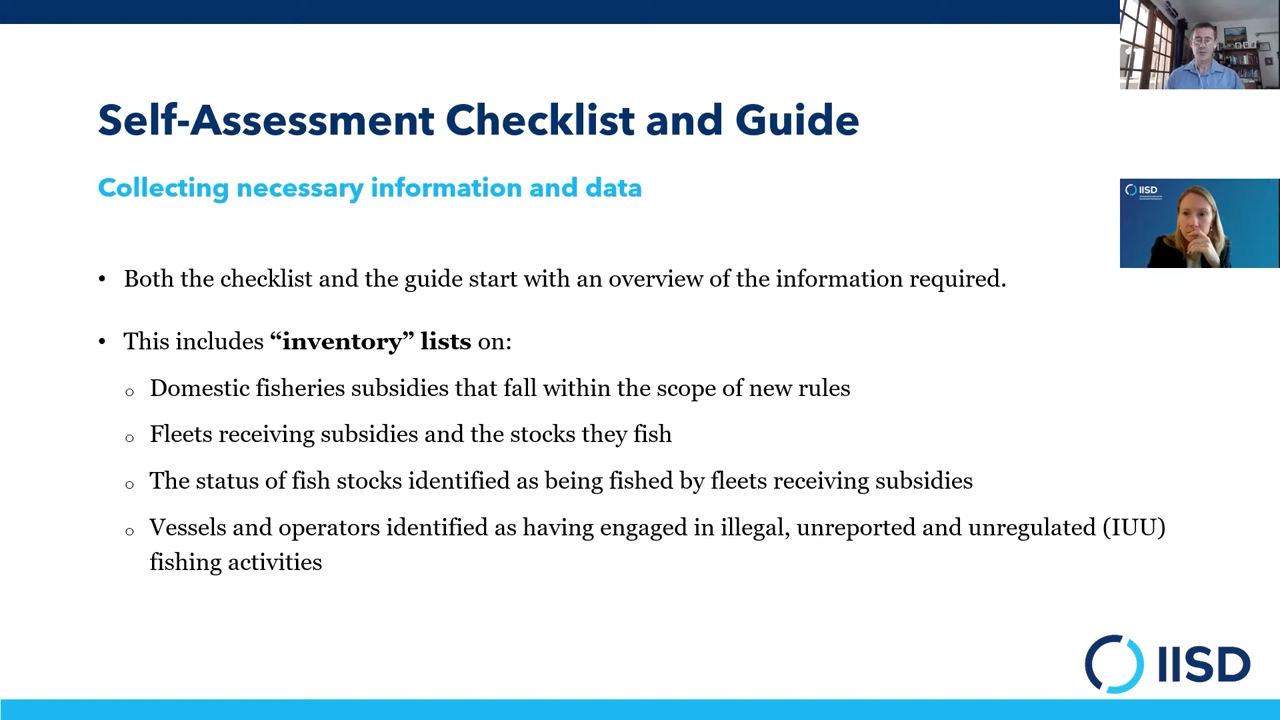 Self-Assessment Checklist and Guide
Collecting necessary information and data
• Both the checklist and the guide start with an overview of the information required.
• This includes “inventory” lists on:
o Domestic fisheries subsidies that fall within the scope of new rules
o Fleets receiving subsidies and the stocks they fish
o The status of fish stocks identified as being fished by fleets receiving subsidies
o Vessels and operators identified as having engaged in illegal, unreported and unregulated (IUU)
fishing activities
IISD
IISD